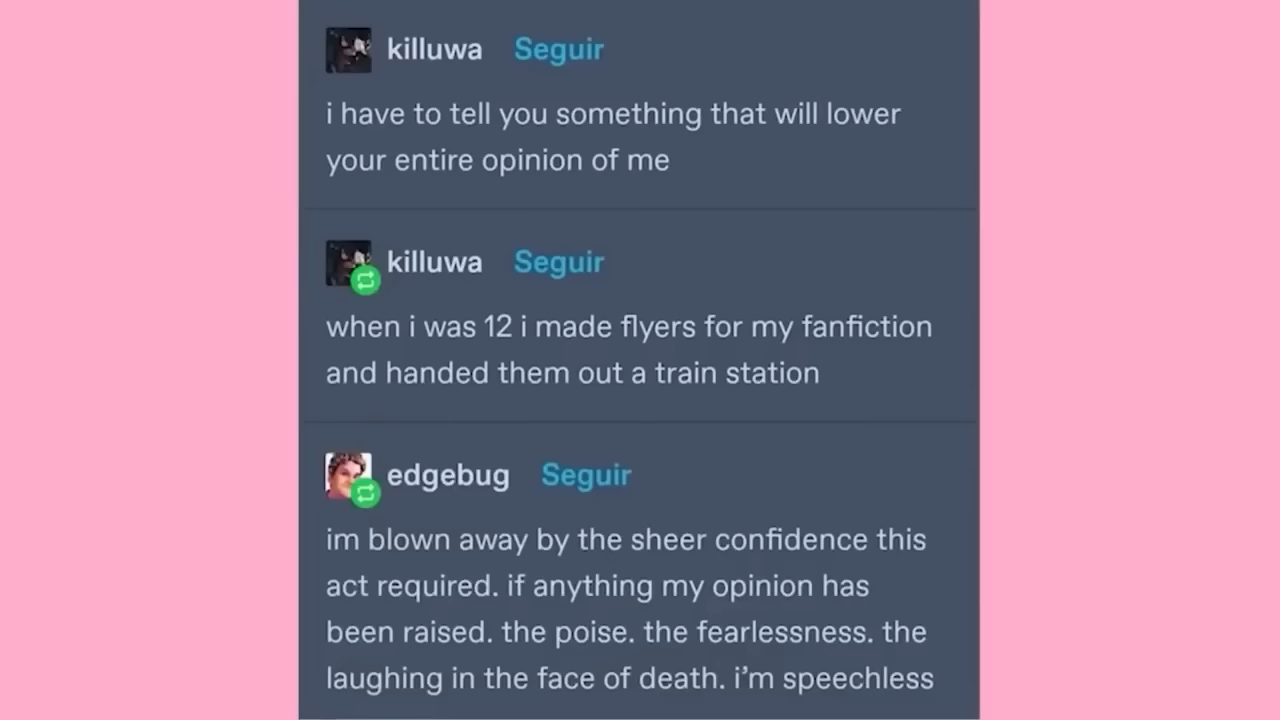 killuwa Seguir
i have to tell you something that will lower
your entire opinion of me
killuwa Seguir
when i was 12 i made flyers for my fanfiction
and handed them out a train station
edgebug Seguir
im blown away by the sheer confidence this
act required. if anything my opinion has
been raised. the poise. the fearlessness. the
laughing in the face of death. i’m speechless